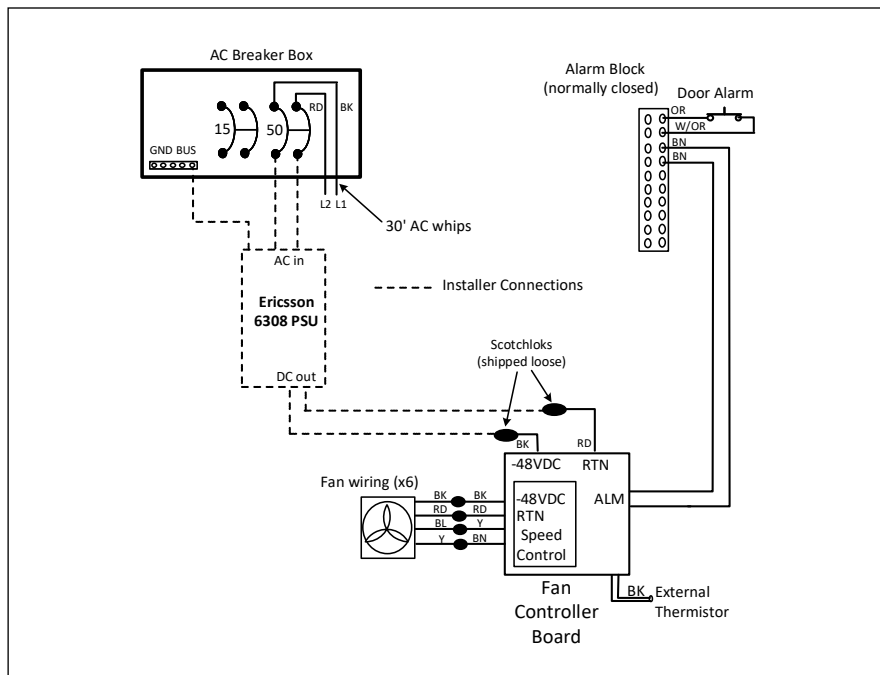 AC Breaker Box
RD
BK
15
50
GND BUS
L2 L1
30' AC whips
AC in
Ericsson
6308 PSU
DC out
Installer Connections
Alarm Block
(normally closed)
Door Alarm
OR
W/OR
BN
BN
Scotchloks
(shipped loose)
BK
RD
-48VDC
RTN
ALM
Fan wiring (x6)
BK
BK
RD
RD
BL
Y
Y
BN
-48VDC
RTN
Speed
Control
Fan
Controller
Board
BK
External
Thermistor